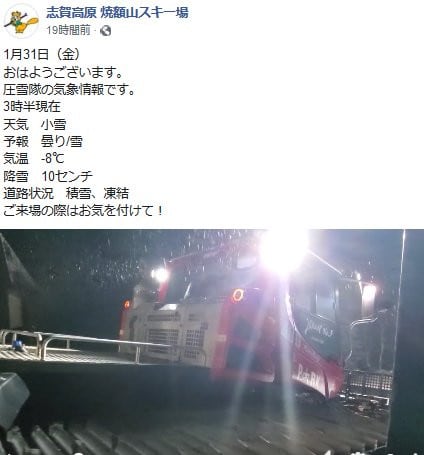 志賀高原 焼額山スキー場
19時間前・
1月31日（金）
おはようございます。
圧雪隊の気象情報です。
3時半現在
天気　小雪
予報　曇り/雪
気温　-8℃
降雪　10センチ
道路状況　積雪、凍結
ご来場の際はお気を付けて！